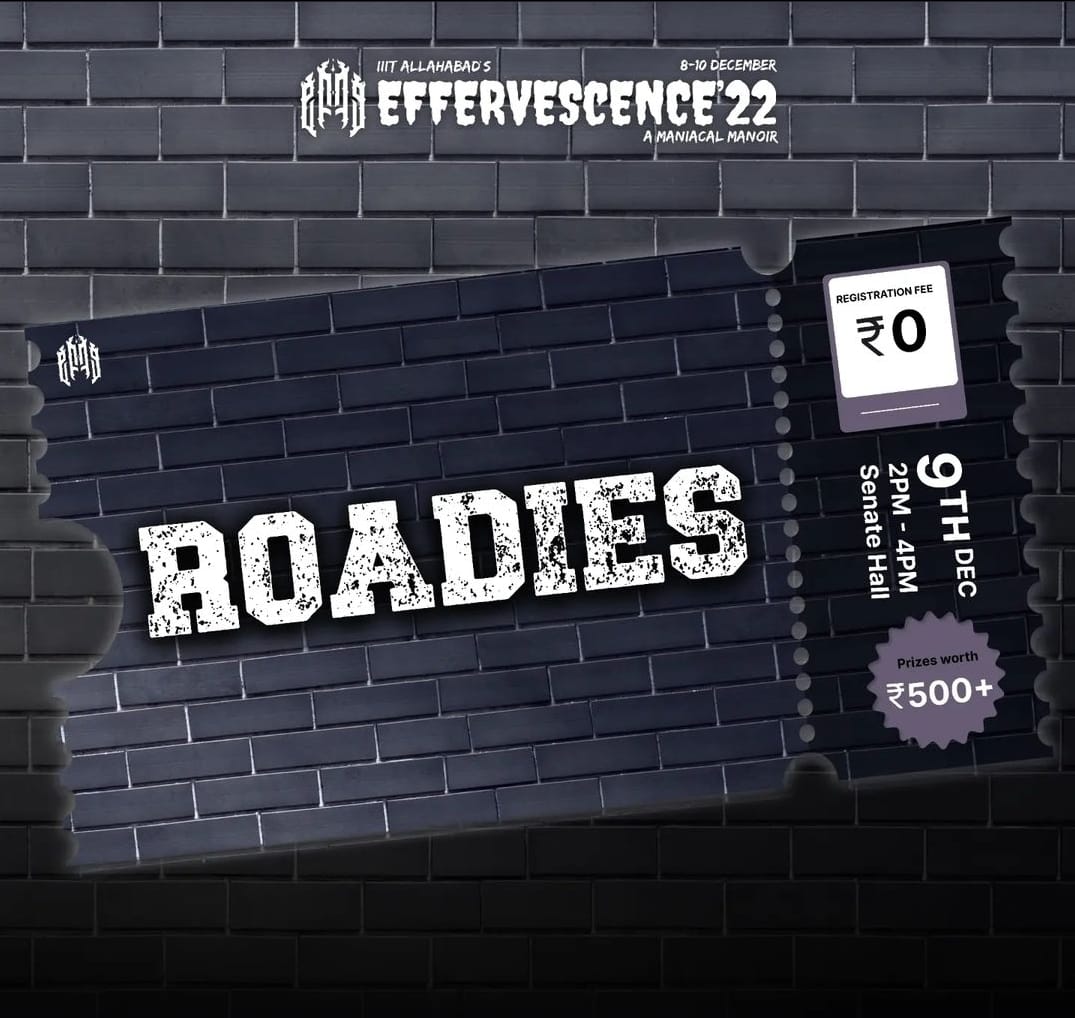 IIIT ALLAHABAD'S
8-10 DECEMBER
EFFERVESCENCE'22
A MANIACAL MANOIR
REGISTRATION FEE
₹0
ROADIES
9TH DEC
2PM - 4PM
Senate Hall
Prizes worth
₹500+